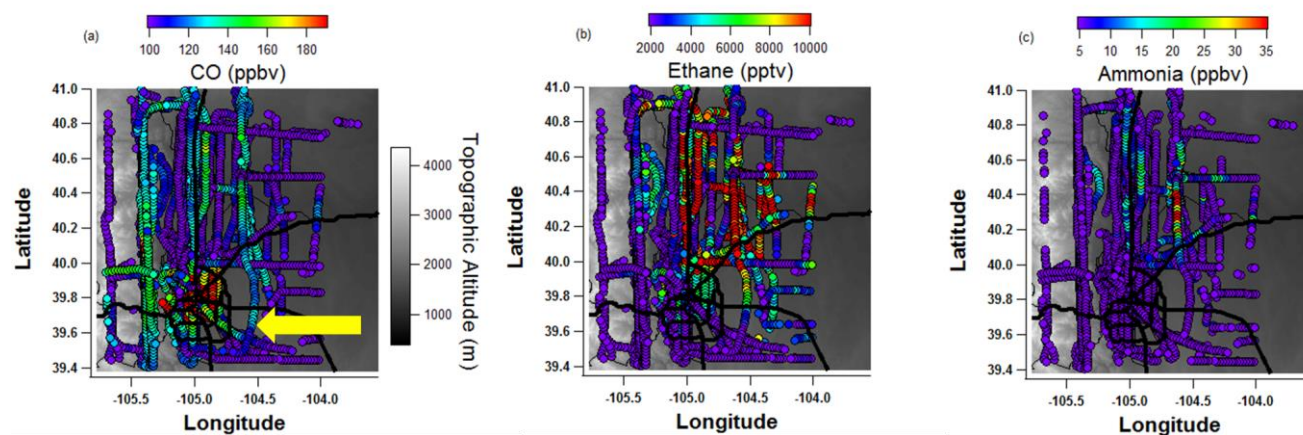 (a)
100 120 140 160 180
CO (ppbv)
41.0
40.8
40.6
40.4
40.2
40.0
39.8
39.6
39.4
Latitude
-105.5 -105.0 -104.5 -104.0
Longitude
4000
3000
2000
1000
Topographic Altitude (m)
(b)
2000 4000 6000 8000 10000
Ethane (pptv)
41.0
40.8
40.6
40.4
40.2
40.0
39.8
39.6
39.4
Latitude
-105.5 -105.0 -104.5 -104.0
Longitude
(c)
5 10 15 20 25 30 35
Ammonia (ppbv)
41.0
40.8
40.6
40.4
40.2
40.0
39.8
39.6
39.4
Latitude
-105.5 -105.0 -104.5 -104.0
Longitude